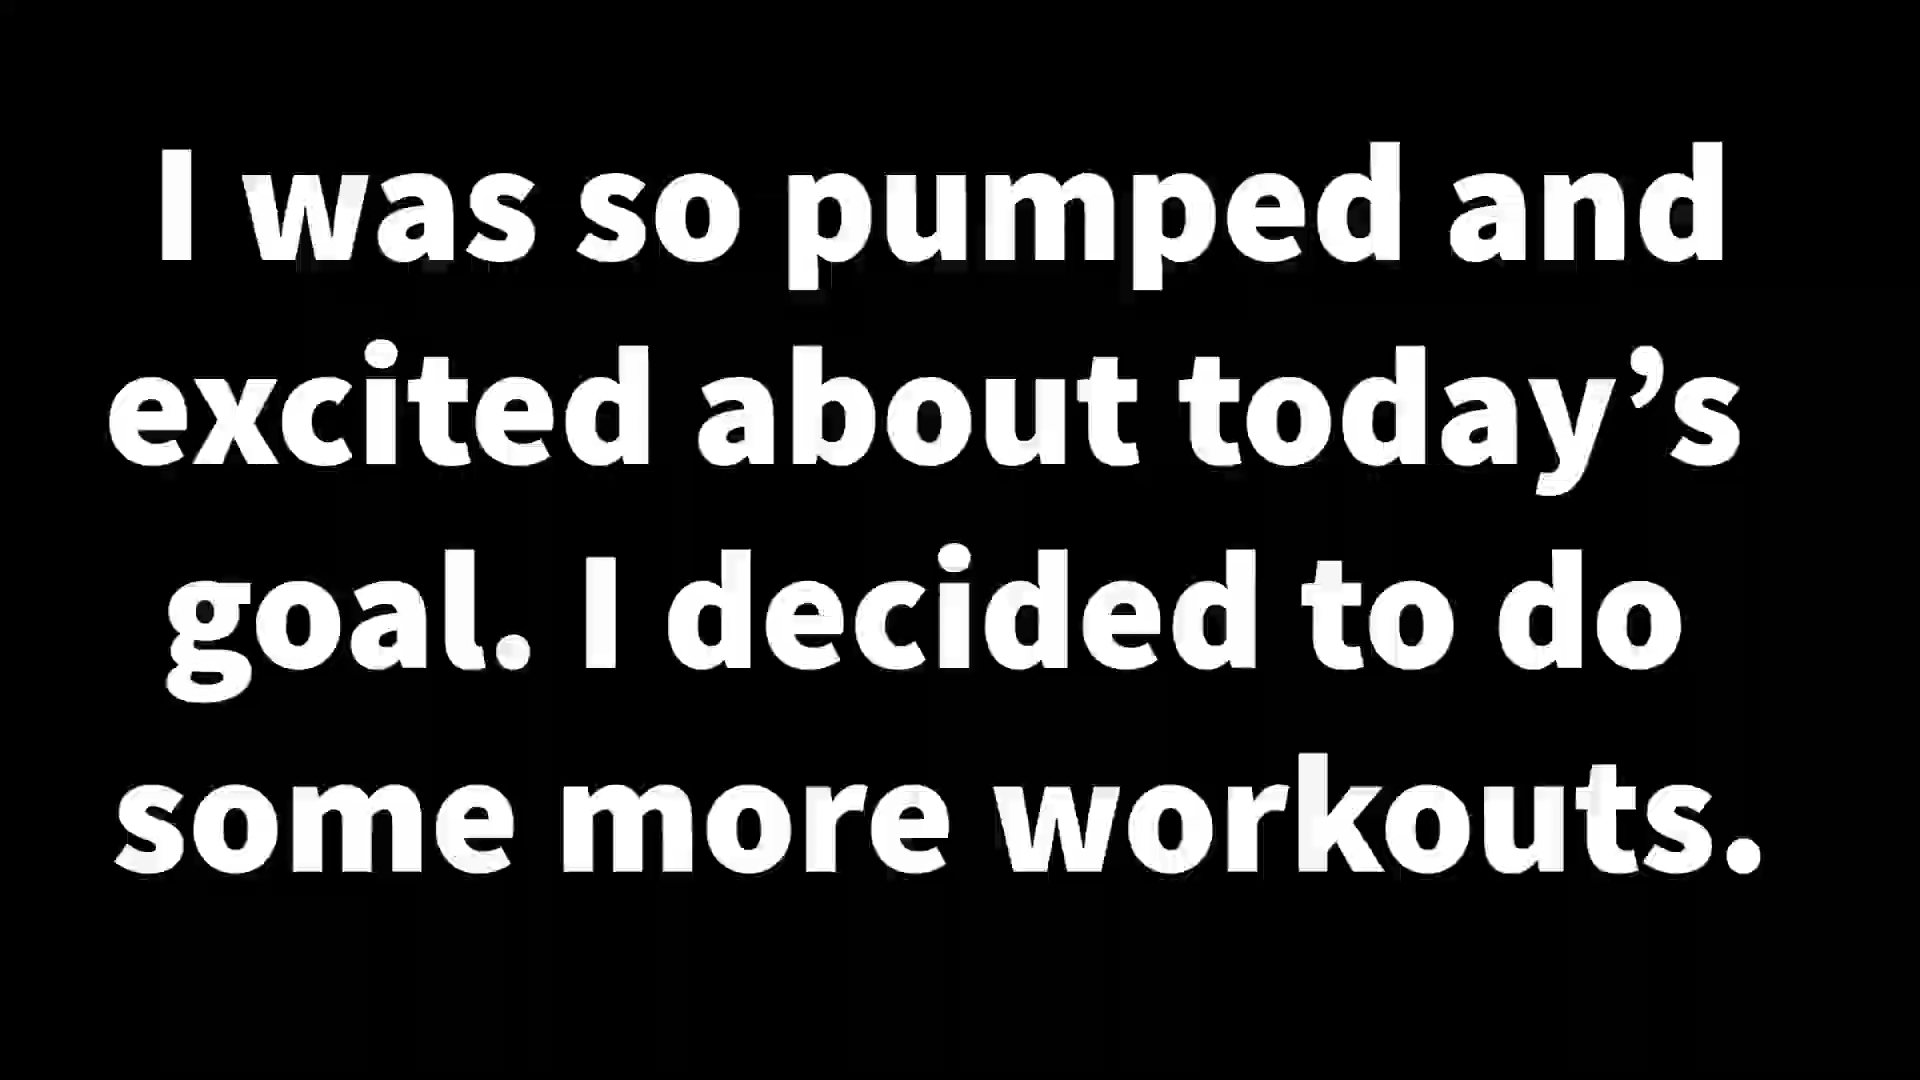 I was so pumped and
excited about today’s
goal. I decided to do
some more workouts.